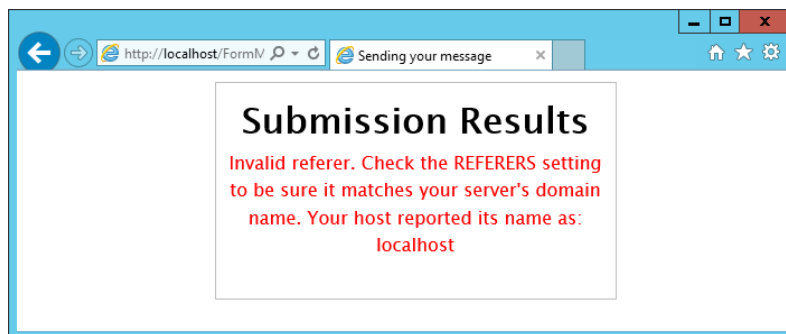 http://localhost/FormM
Sending your message
Submission Results
Invalid referer. Check the REFERERS setting
to be sure it matches your server's domain
name. Your host reported its name as:
localhost